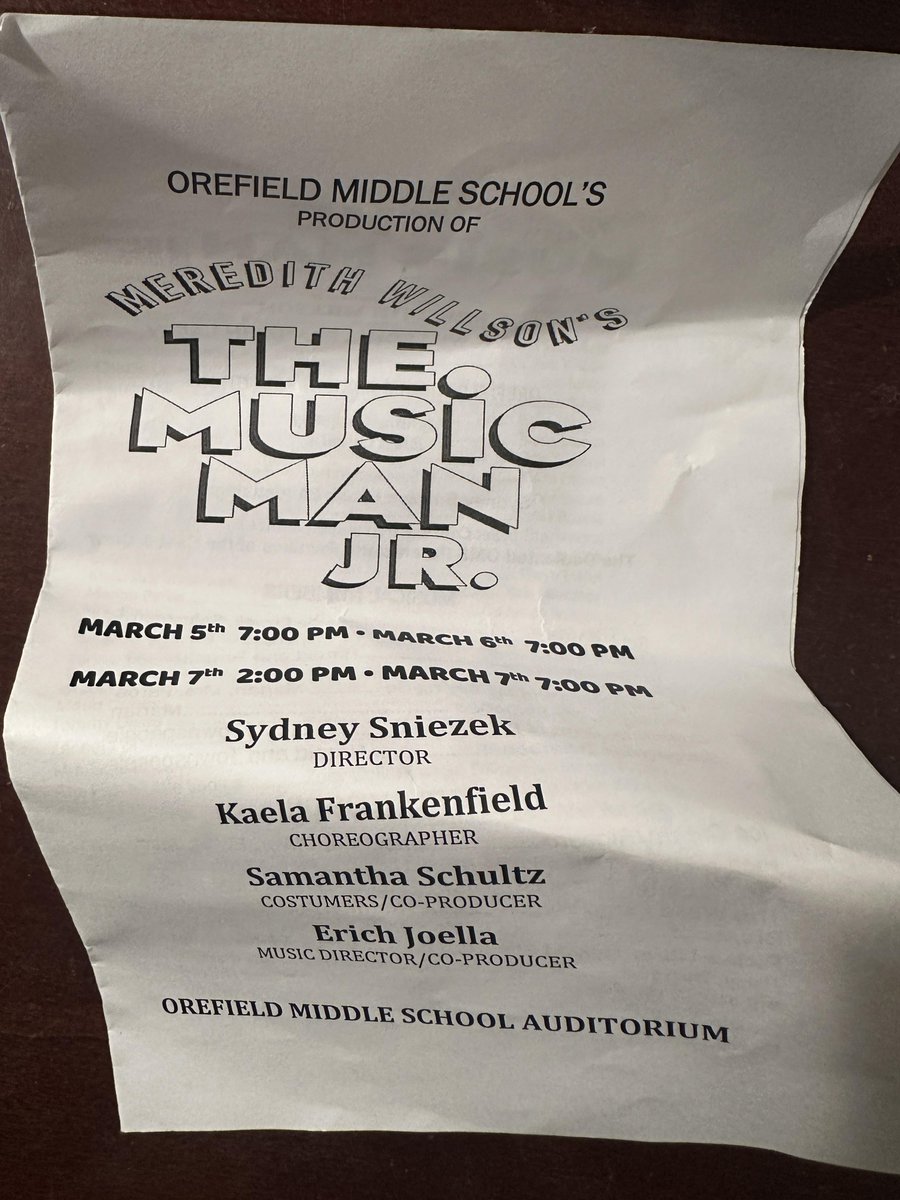 OREFIELD MIDDLE SCHOOL'S
PRODUCTION OF
MEREDITH WILLSON'S
THE
MUSIC
MAN
JR.
MARCH 5th 7:00 PM • MARCH 6th 7:00 PM
MARCH 7th 2:00 PM • MARCH 7th 7:00 PM
Sydney Sniezek
DIRECTOR
Kaela Frankenfield
CHOREOGRAPHER
Samantha Schultz
COSTUMERS/CO-PRODUCER
Erich Joella
MUSIC DIRECTOR/CO-PRODUCER
OREFIELD MIDDLE SCHOOL AUDITORIUM